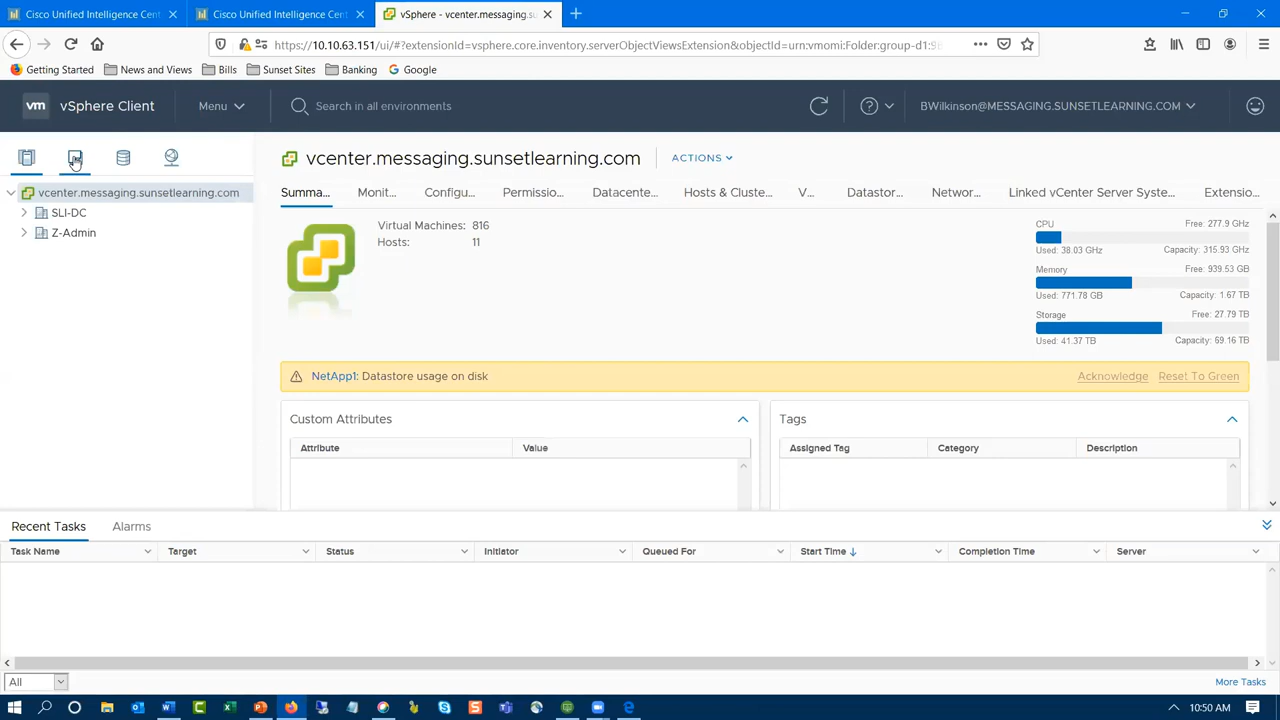 Cisco Unified Intelligence Cent
Cisco Unified Intelligence Cent
vSphere - vcenter.messaging.su
https://10.10.63.151/ui/#?extensionId=vsphere.core.inventory.serverObjectViewsExtension&objectId=urn:vmomi:Folder:group-d1:9
Getting Started
News and Views
Bills
Sunset Sites
Banking
Google
vm
vSphere Client
Menu
Search in all environments
BWilkinson@MESSAGING.SUNSETLEARNING.COM
vcenter.messaging.sunsetlearning.com
SLI-DC
Z-Admin
vcenter.messaging.sunsetlearning.com
ACTIONS
Summa...
Monit...
Configu...
Permissio...
Datacente...
Hosts & Cluste...
V...
Datastor...
Networ...
Linked vCenter Server Syste...
Extensio...
Virtual Machines: 816
Hosts: 11
CPU Free: 277.9 GHz
Used: 38.03 GHz Capacity: 315.93 GHz
Memory Free: 939.53 GB
Used: 771.78 GB Capacity: 1.67 TB
Storage Free: 27.79 TB
Used: 41.37 TB Capacity: 69.16 TB
NetApp1: Datastore usage on disk
Acknowledge
Reset To Green
Custom Attributes
Attribute Value
Tags
Assigned Tag Category Description
Recent Tasks Alarms
Task Name Target Status Initiator Queued For Start Time Completion Time Server
All
More Tasks
10:50 AM